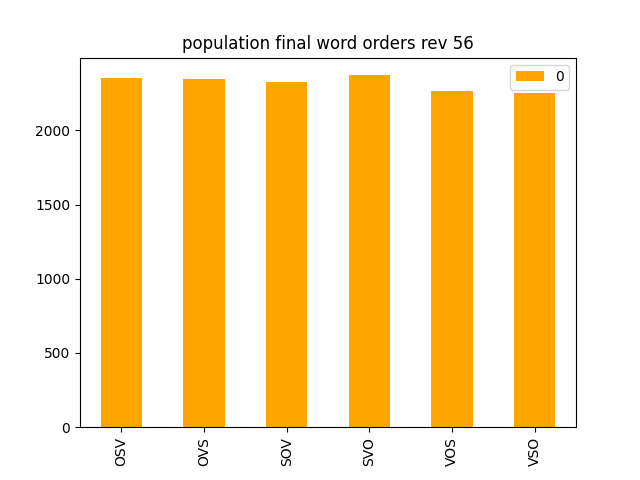 population final word orders rev 56
0
2000
1500
1000
500
0
OSV
OVS
SOV
SVO
VOS
VSO